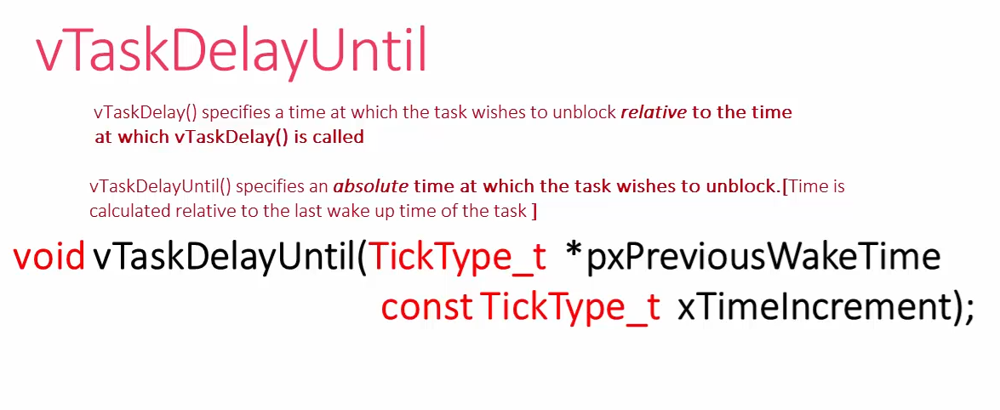 vTaskDelayUntil
vTaskDelay() specifies a time at which the task wishes to unblock relative to the time
at which vTaskDelay() is called
vTaskDelayUntil() specifies an absolute time at which the task wishes to unblock.[Time is
calculated relative to the last wake up time of the task ]
void vTaskDelayUntil(TickType_t *pxPreviousWakeTime
const TickType_t xTimeIncrement);